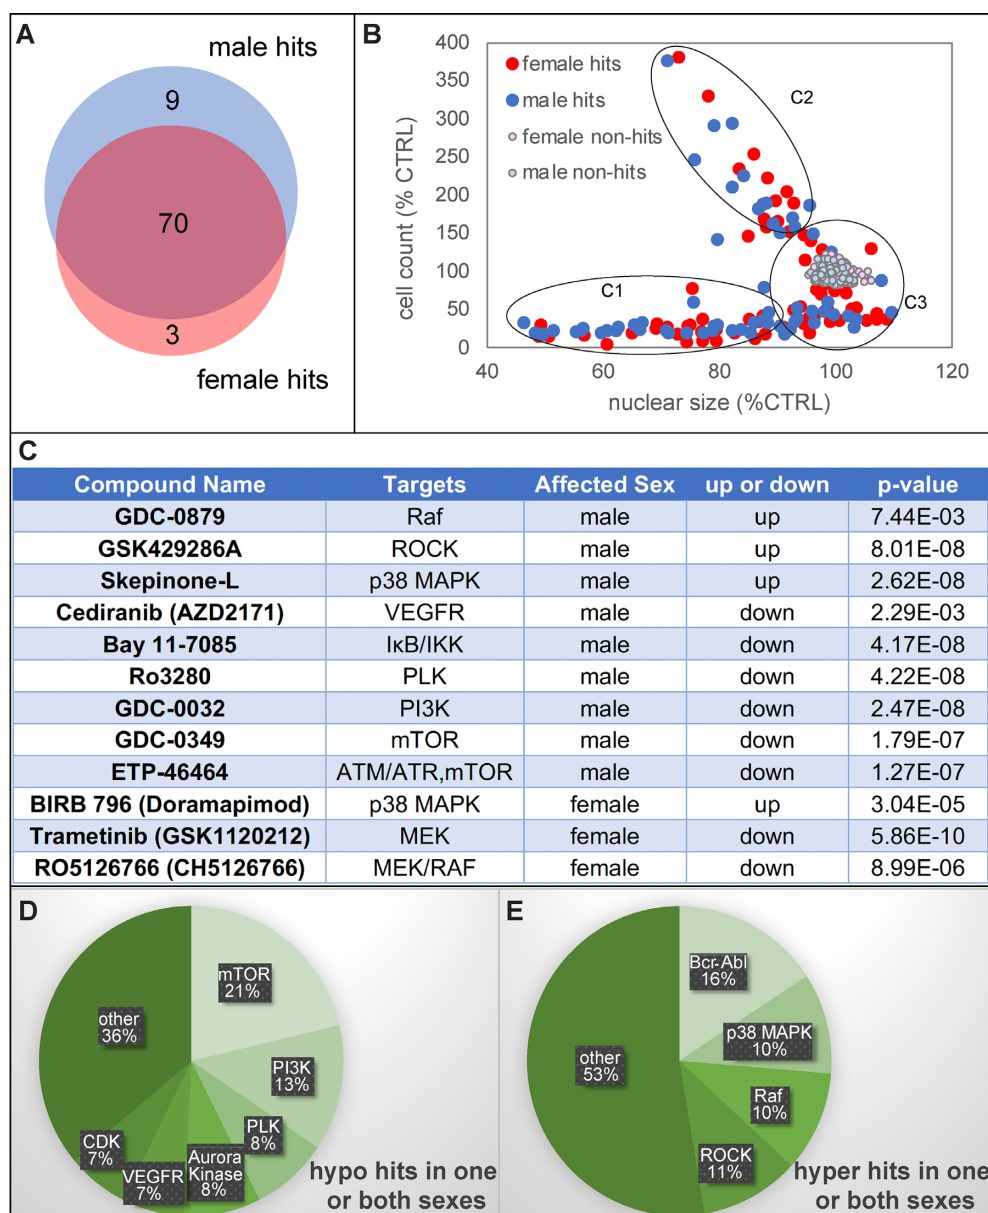 A
male hits
9
70
3
female hits
B
400
350
300
250
200
150
100
50
0
40 60 80 100 120
cell count (% CTRL)
nuclear size (%CTRL)
female hits
male hits
female non-hits
male non-hits
C2
C1
C3
C
Compound Name Targets Affected Sex up or down p-value
GDC-0879 Raf male up 7.44E-03
GSK429286A ROCK male up 8.01E-08
Skepinone-L p38 MAPK male up 2.62E-08
Cediranib (AZD2171) VEGFR male down 2.29E-03
Bay 11-7085 IκB/IKK male down 4.17E-08
Ro3280 PLK male down 4.22E-08
GDC-0032 PI3K male down 2.47E-08
GDC-0349 mTOR male down 1.79E-07
ETP-46464 ATM/ATR,mTOR male down 1.27E-07
BIRB 796 (Doramapimod) p38 MAPK female up 3.04E-05
Trametinib (GSK1120212) MEK female down 5.86E-10
RO5126766 (CH5126766) MEK/RAF female down 8.99E-06
D
mTOR
21%
PI3K
13%
PLK
8%
Aurora
Kinase
8%
VEGFR
7%
CDK
7%
other
36%
hypo hits in one
or both sexes
E
Bcr-Abl
16%
p38 MAPK
10%
Raf
10%
ROCK
11%
other
53%
hyper hits in one
or both sexes